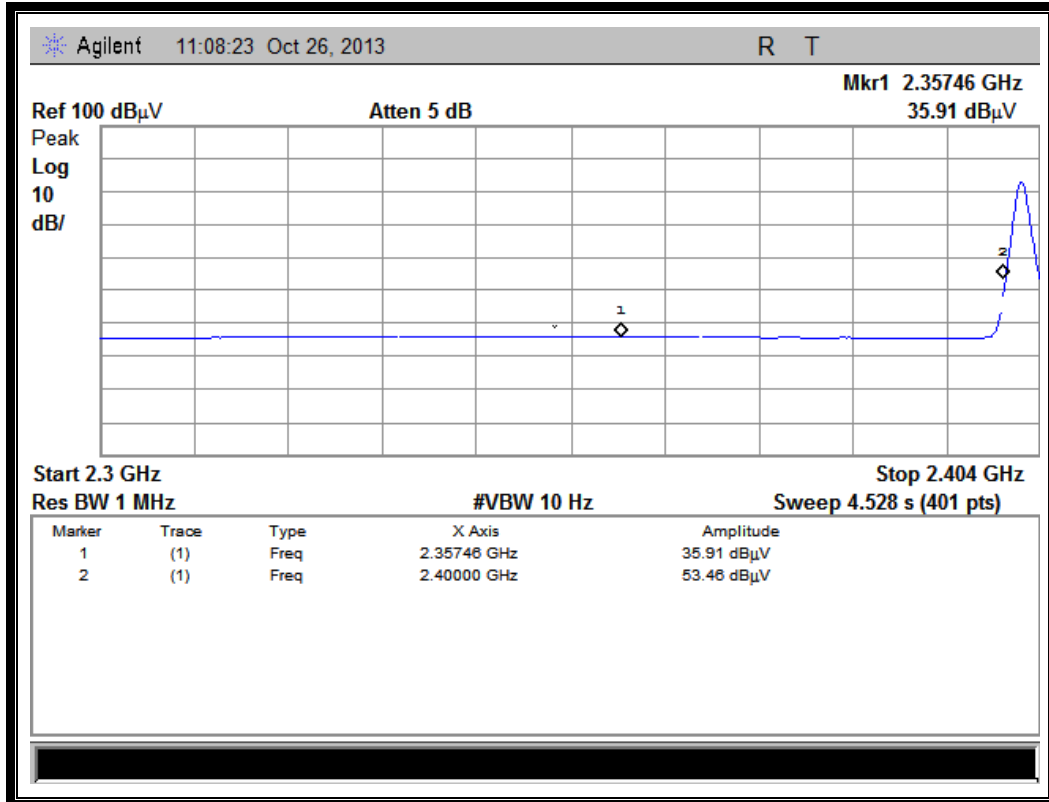 Agilent 11:08:23 Oct 26, 2013 R T
Mkr1 2.35746 GHz
Ref 100 dBµV Atten 5 dB 35.91 dBµV
Peak
Log
10
dB/
1
2
Start 2.3 GHz Stop 2.404 GHz
Res BW 1 MHz #VBW 10 Hz Sweep 4.528 s (401 pts)
Marker Trace Type X Axis Amplitude
1 (1) Freq 2.35746 GHz 35.91 dBµV
2 (1) Freq 2.40000 GHz 53.46 dBµV